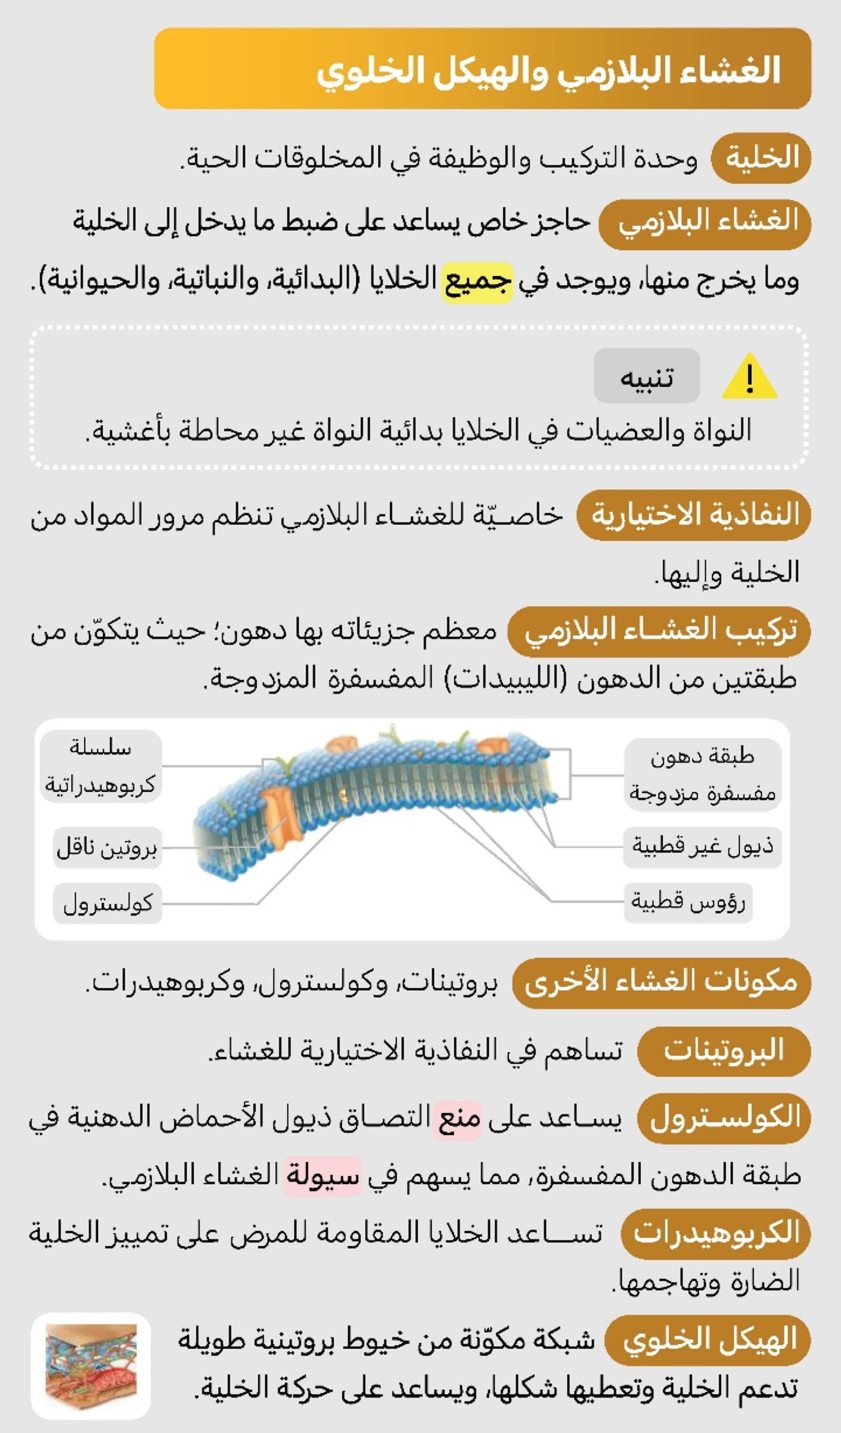 الغشاء البلازمي والهيكل الخلوي
الخلية وحدة التركيب والوظيفة في المخلوقات الحية.
الغشاء البلازمي حاجز خاص يساعد على ضبط ما يدخل إلى الخلية
وما يخرج منها، ويوجد في جميع الخلايا (البدائية، والنباتية، والحيوانية).
! تنبيه
النواة والعضيات في الخلايا بدائية النواة غير محاطة بأغشية.
النفاذية الاختيارية خاصـيّة للغشـاء البلازمي تنظم مرور المواد من
الخلية وإليها.
تركيب الغشـاء البلازمي معظم جزيئاته بها دهون؛ حيث يتكوّن من
طبقتين من الدهون (الليبيدات) المفسفرة المزدوجة.
طبقة دهون
مفسفرة مزدوجة
ذيول غير قطبية
رؤوس قطبية
سلسلة
كربوهيدراتية
بروتين ناقل
كولسترول
مكونات الغشاء الأخرى بروتينات، وكولسترول، وكربوهيدرات.
البروتينات تساهم في النفاذية الاختيارية للغشاء.
الكولسـترول يسـاعد على منع التصـاق ذيول الأحماض الدهنية في
طبقة الدهون المفسفرة، مما يسهم في سيولة الغشاء البلازمي.
الكربوهيدرات تسـاعد الخلايا المقاومة للمرض على تمييز الخلية
الضارة وتهاجمها.
الهيكل الخلوي شبكة مكوّنة من خيوط بروتينية طويلة
تدعم الخلية وتعطيها شكلها، ويساعد على حركة الخلية.